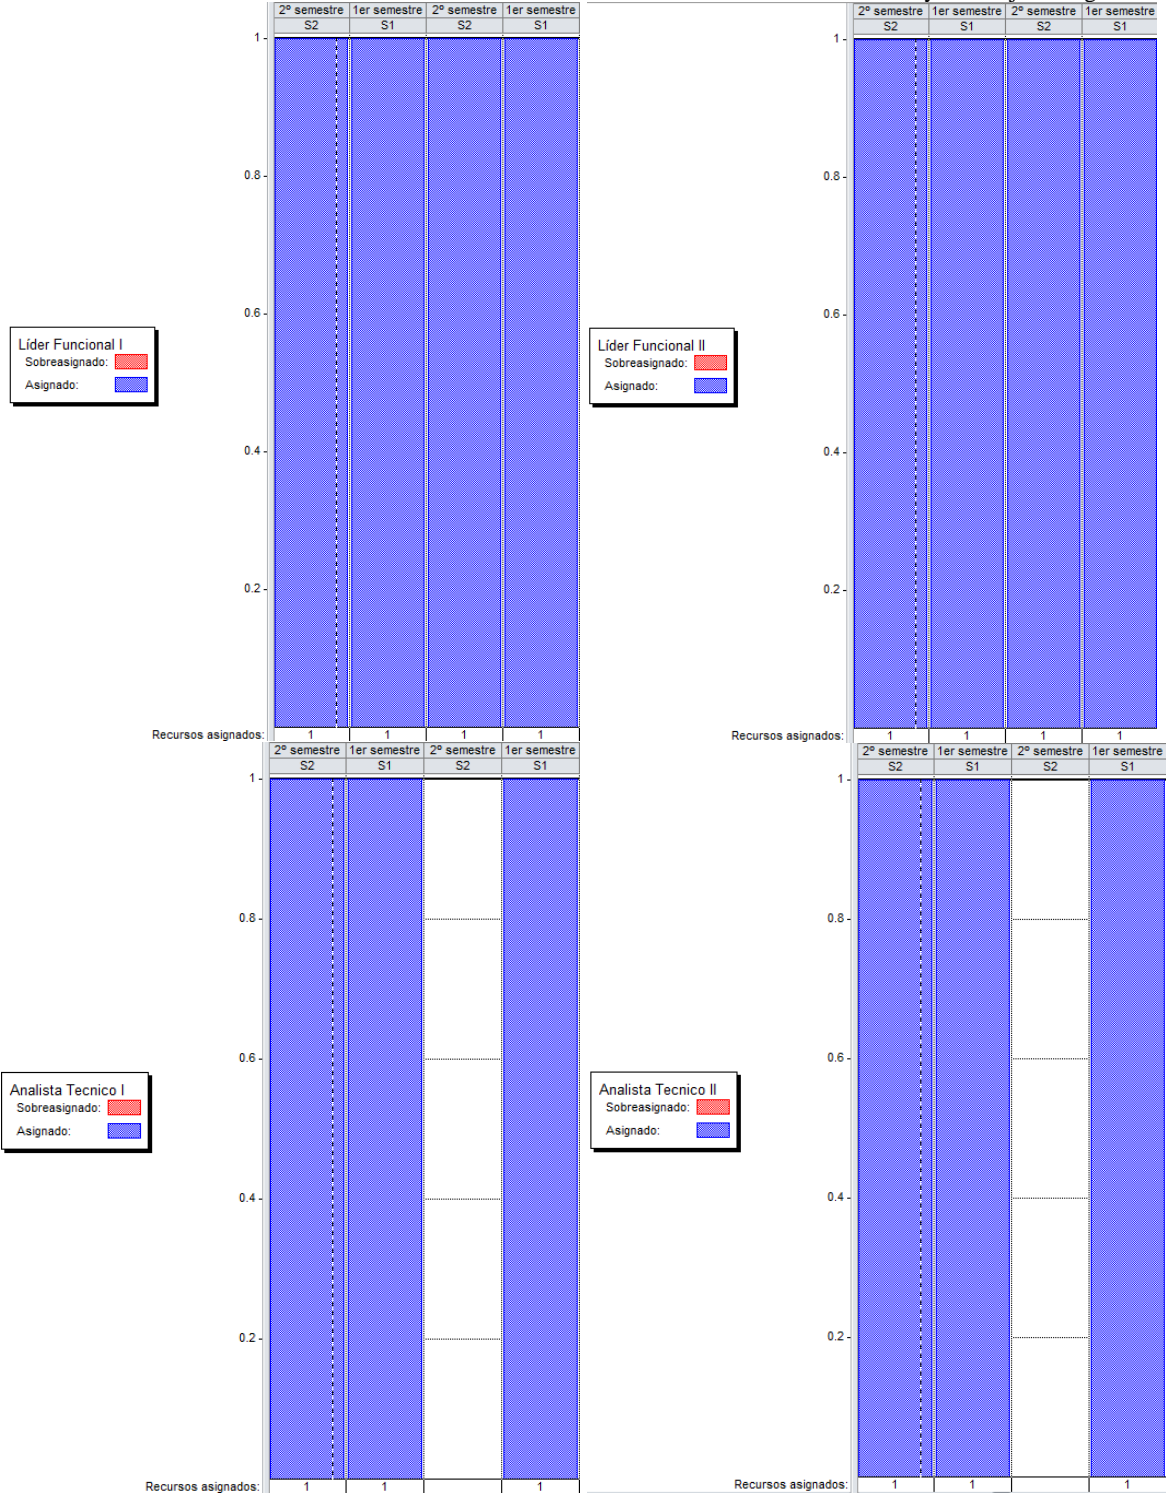 2º semestre 1er semestre 2º semestre 1er semestre
S2 S1 S2 S1
1
0.8
0.6
Líder Funcional I
Sobreasignado:
Asignado:
0.4
0.2
Recursos asignados: 1 1 1 1
2º semestre 1er semestre 2º semestre 1er semestre
S2 S1 S2 S1
1
0.8
0.6
Líder Funcional II
Sobreasignado:
Asignado:
0.4
0.2
Recursos asignados: 1 1 1 1
2º semestre 1er semestre 2º semestre 1er semestre
S2 S1 S2 S1
1
0.8
0.6
Analista Tecnico I
Sobreasignado:
Asignado:
0.4
0.2
Recursos asignados: 1 1 1
2º semestre 1er semestre 2º semestre 1er semestre
S2 S1 S2 S1
1
0.8
0.6
Analista Tecnico II
Sobreasignado:
Asignado:
0.4
0.2
Recursos asignados: 1 1 1